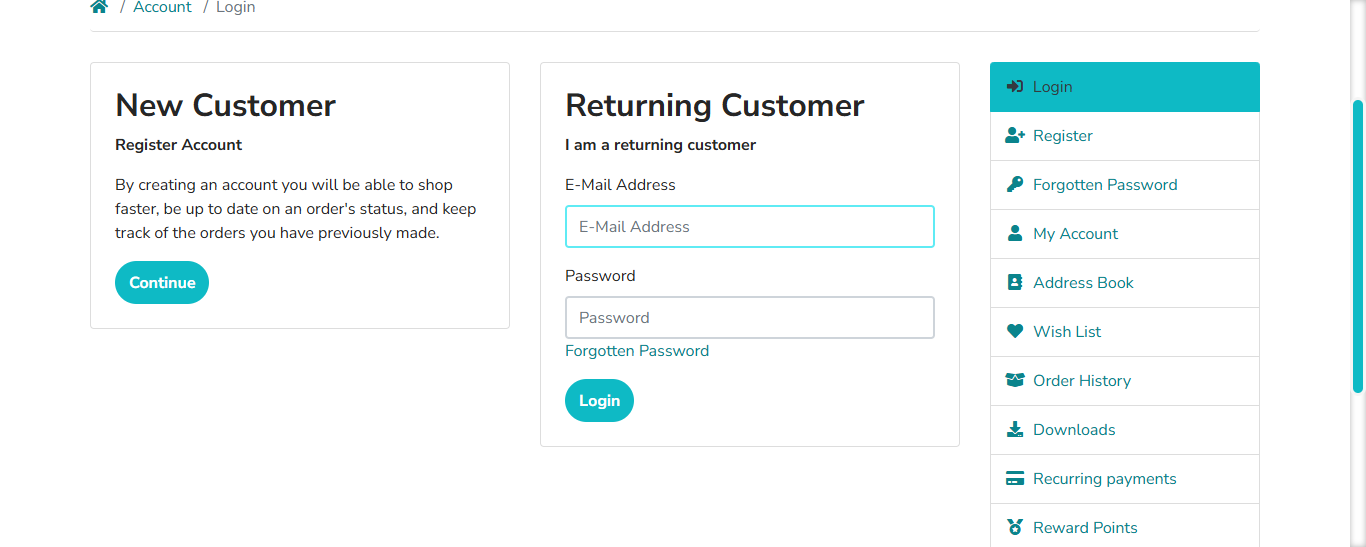 / Account / Login
New Customer
Register Account
By creating an account you will be able to shop
faster, be up to date on an order's status, and keep
track of the orders you have previously made.
Continue
Returning Customer
I am a returning customer
E-Mail Address
E-Mail Address
Password
Password
Forgotten Password
Login
Login
Register
Forgotten Password
My Account
Address Book
Wish List
Order History
Downloads
Recurring payments
Reward Points